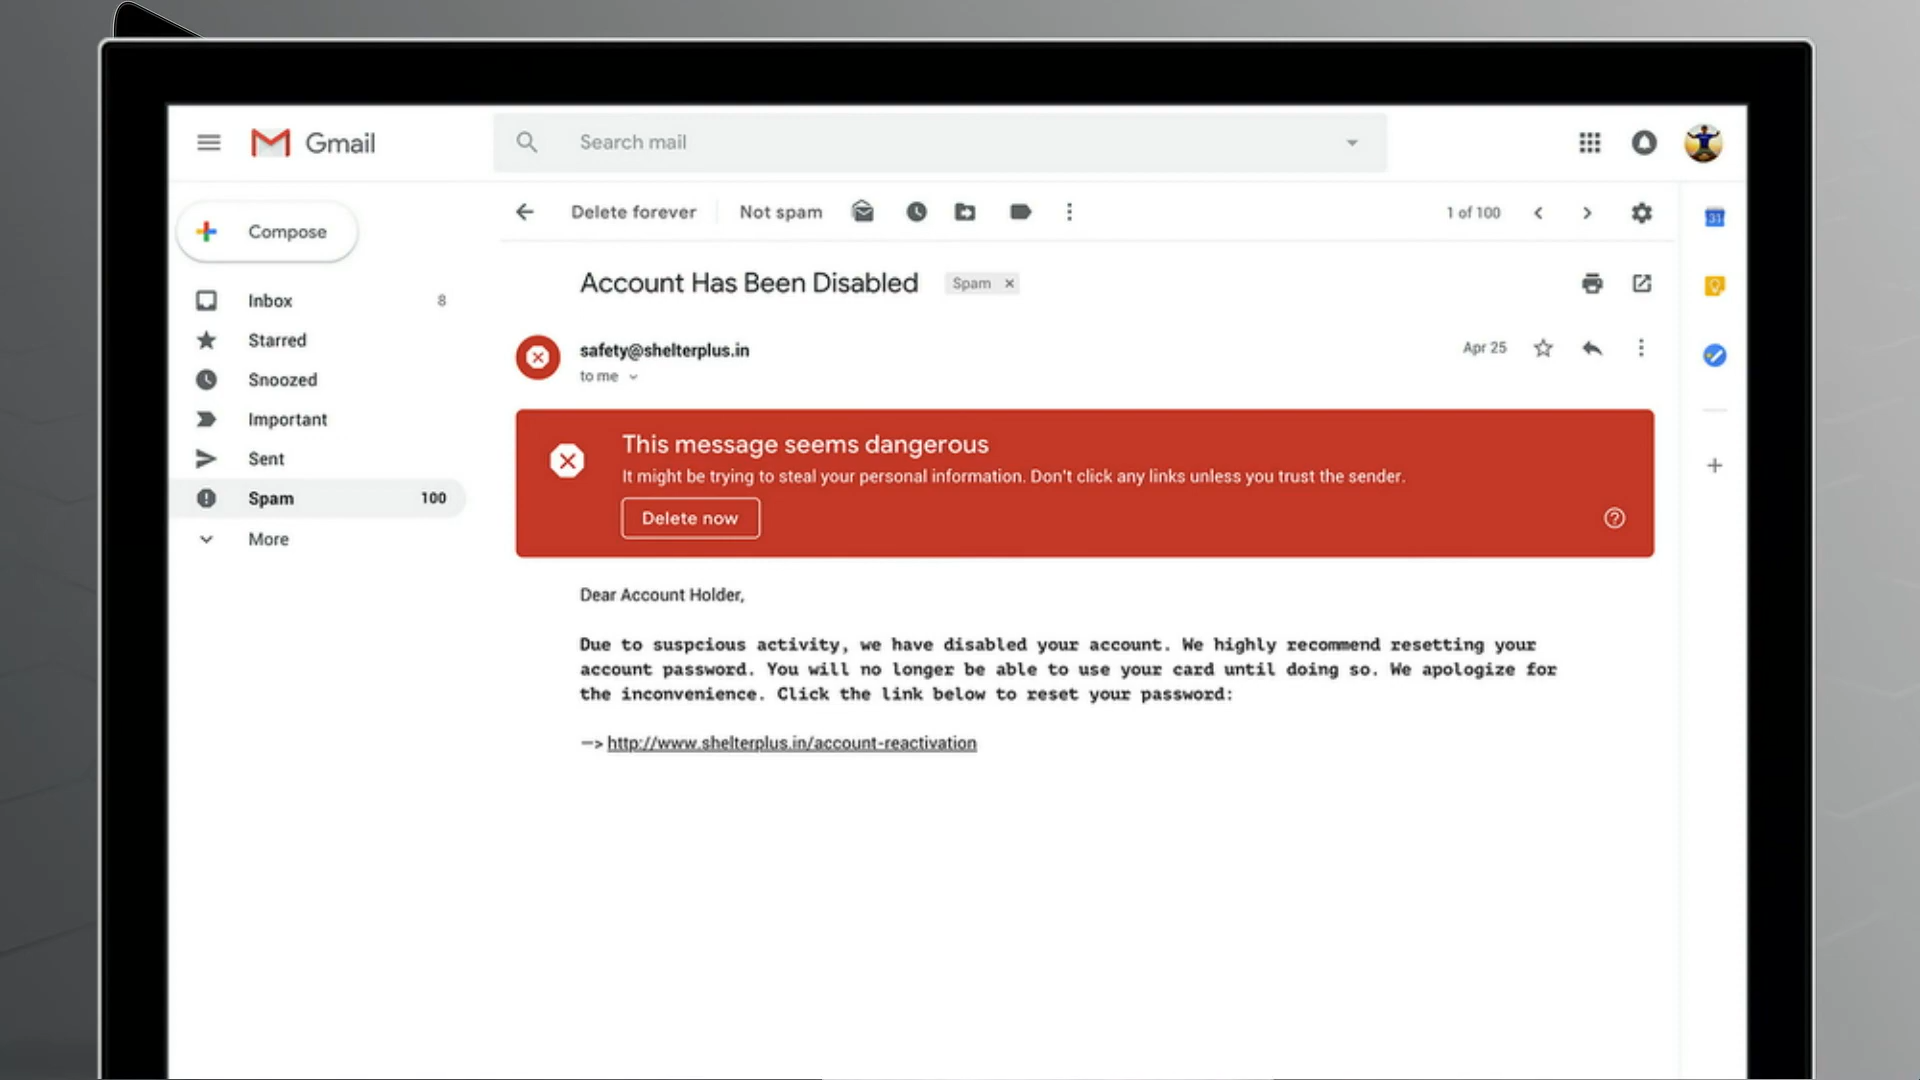 Gmail
Search mail
Compose
Delete forever
Not spam
1 of 100
31
Inbox 8
Starred
Snoozed
Important
Sent
Spam 100
More
Account Has Been Disabled
Spam ×
safety@shelterplus.in
to me
Apr 25
This message seems dangerous
It might be trying to steal your personal information. Don't click any links unless you trust the sender.
Delete now
Dear Account Holder,
Due to suspcious activity, we have disabled your account. We highly recommend resetting your
account password. You will no longer be able to use your card until doing so. We apologize for
the inconvenience. Click the link below to reset your password:
—> http://www.shelterplus.in/account-reactivation